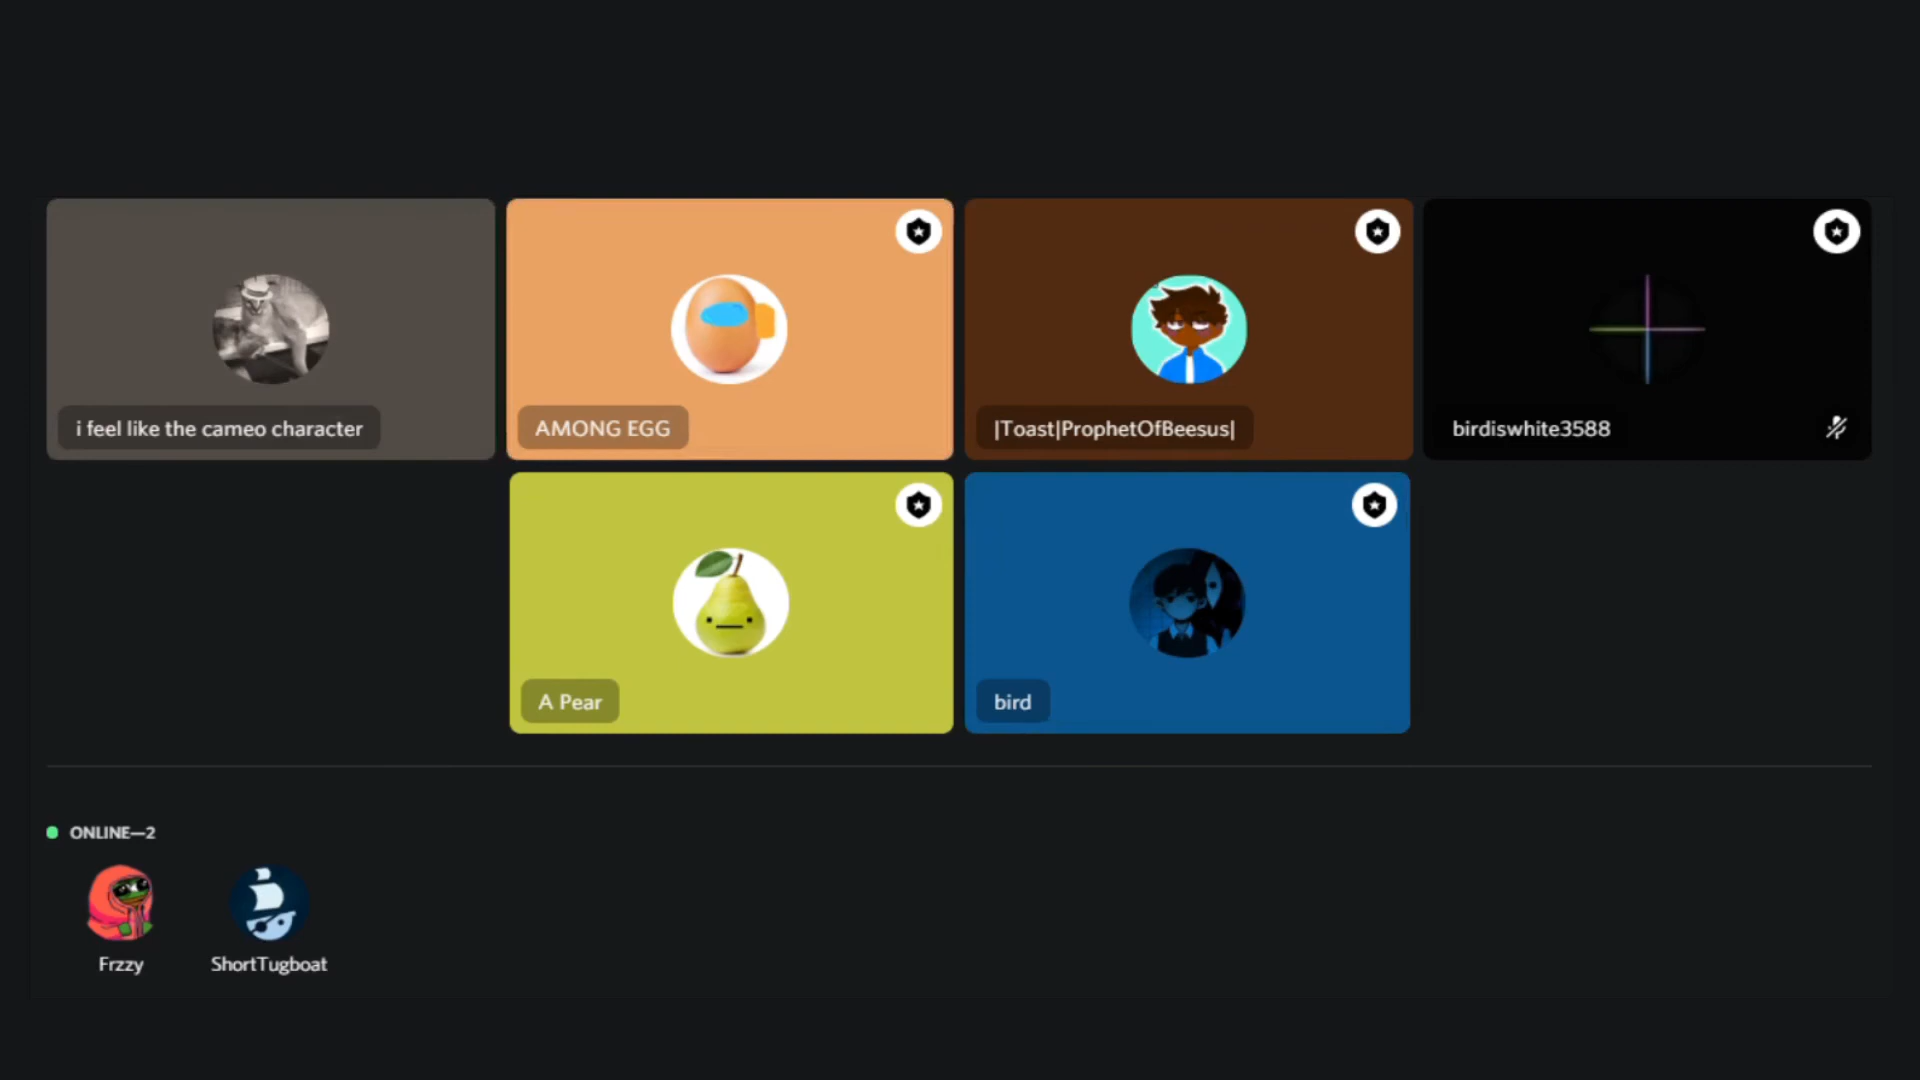 i feel like the cameo character
AMONG EGG
|Toast|ProphetOfBeesus|
birdiswhite3588
A Pear
bird
ONLINE—2
Frzzy
ShortTugboat